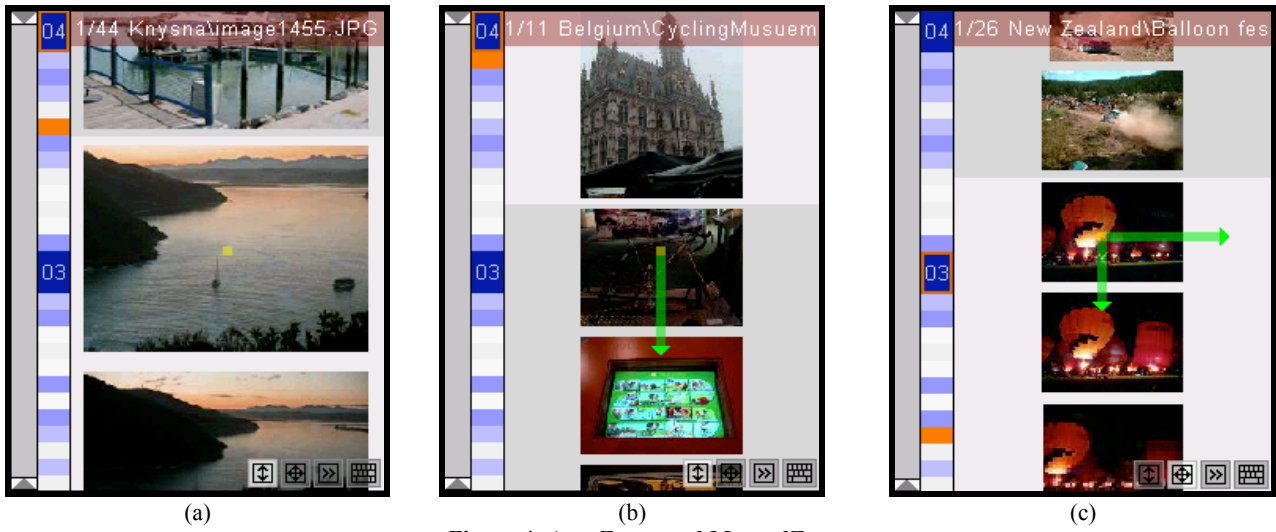 04 1/44 Knysna\image1455.JPG
03
(a)
04 1/11 Belgium\CyclingMusuem
03
(b)
04 1/26 New Zealand\Balloon fes
03
(c)